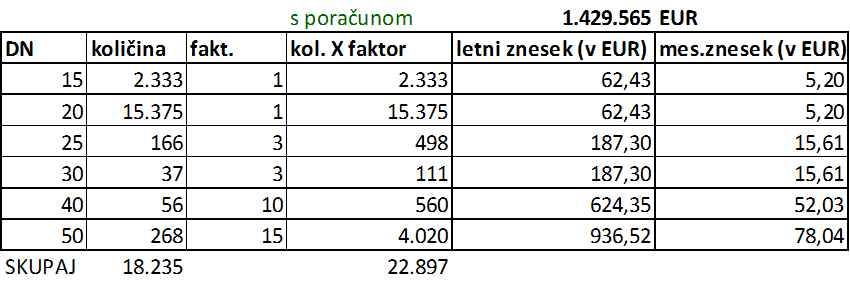 s poračunom 1.429.565 EUR
DN količina fakt. kol. X faktor letni znesek (v EUR) mes.znesek (v EUR)
15 2.333 1 2.333 62,43 5,20
20 15.375 1 15.375 62,43 5,20
25 166 3 498 187,30 15,61
30 37 3 111 187,30 15,61
40 56 10 560 624,35 52,03
50 268 15 4.020 936,52 78,04
SKUPAJ 18.235 22.897